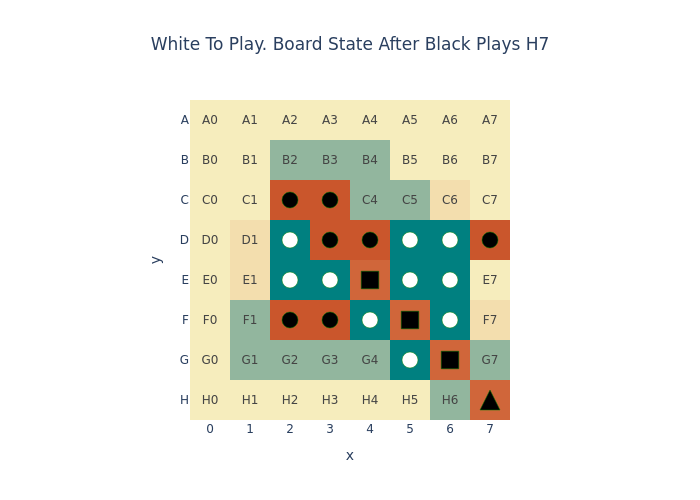 White To Play. Board State After Black Plays H7
A A0 A1 A2 A3 A4 A5 A6 A7
B B0 B1 B2 B3 B4 B5 B6 B7
C C0 C1 C4 C5 C6 C7
D D0 D1
y
E E0 E1 E7
F F0 F1 F7
G G0 G1 G2 G3 G4 G7
H H0 H1 H2 H3 H4 H5 H6
0 1 2 3 4 5 6 7
x